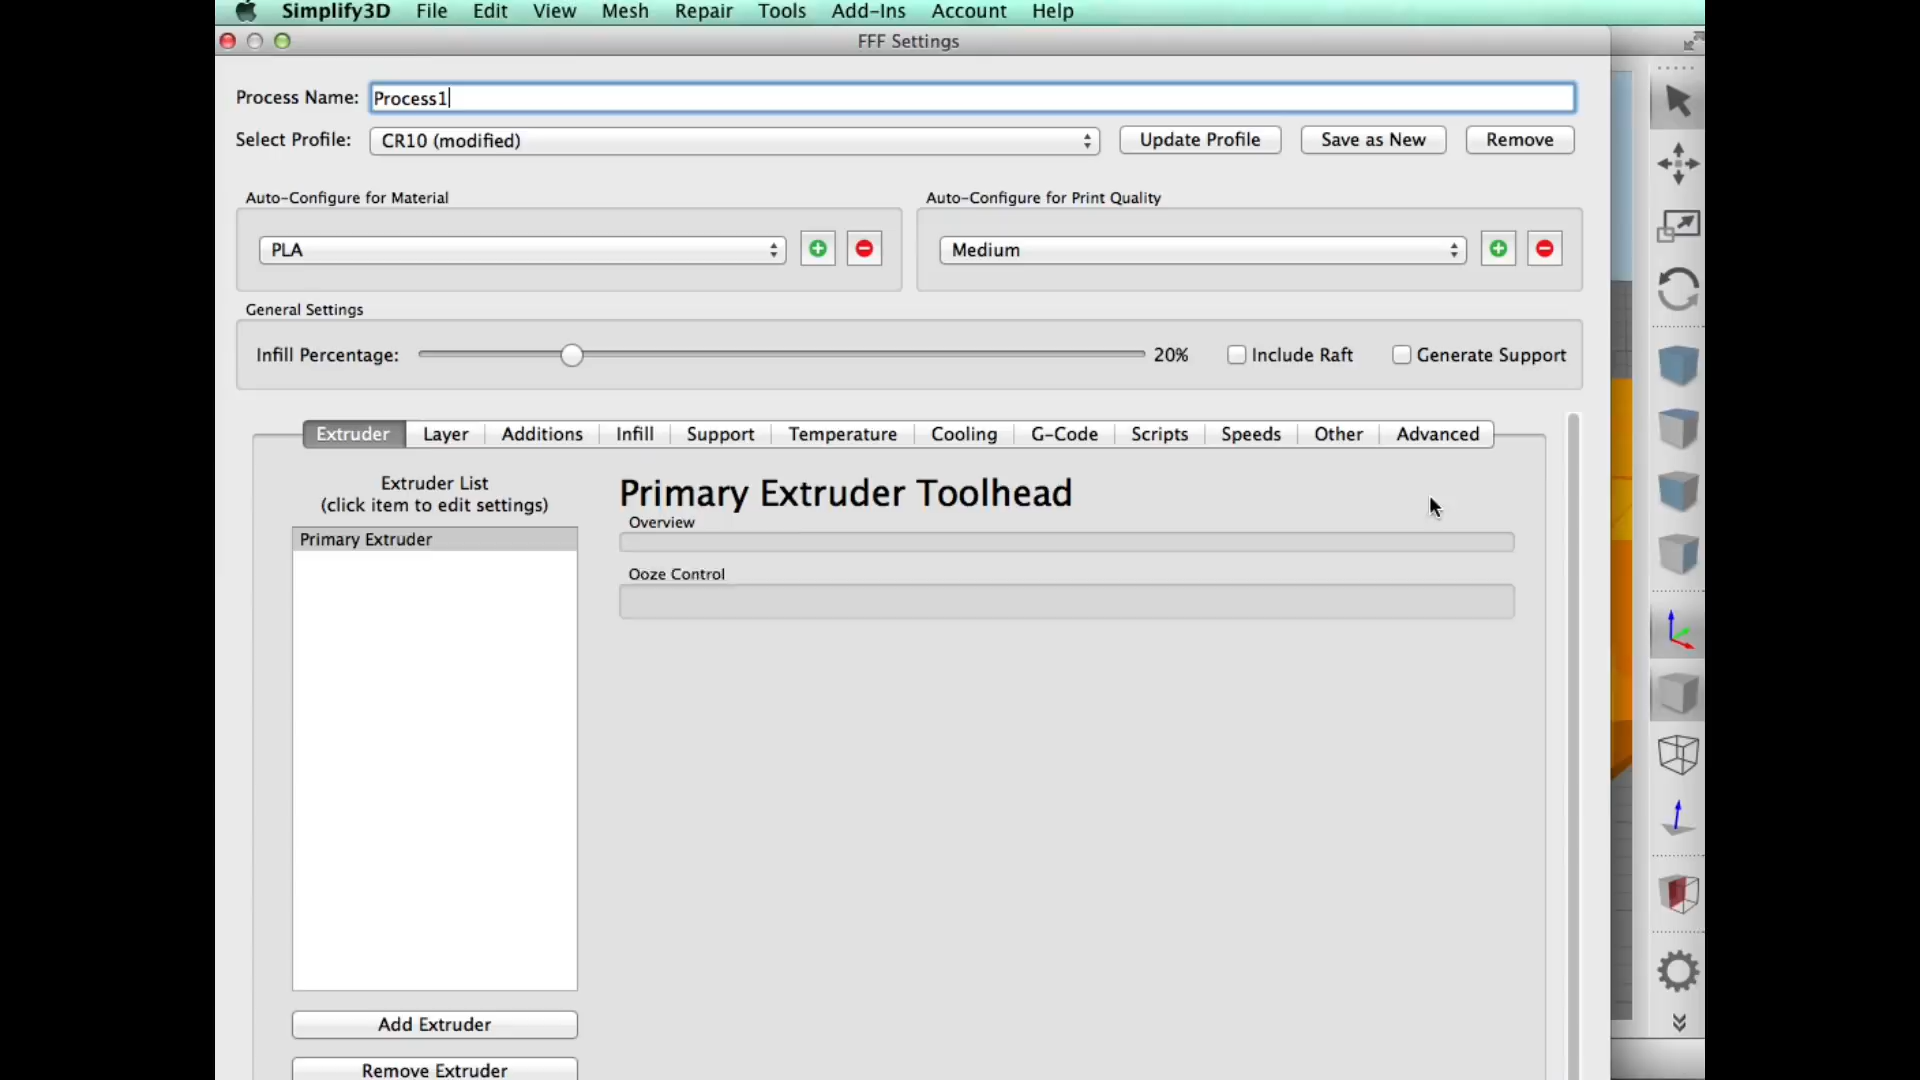 Simplify3D File Edit View Mesh Repair Tools Add-Ins Account Help
FFF Settings
Process Name: Process1
Select Profile: CR10 (modified) Update Profile Save as New Remove
Auto-Configure for Material Auto-Configure for Print Quality
PLA Medium
General Settings
Infill Percentage: 20% Include Raft Generate Support
Extruder Layer Additions Infill Support Temperature Cooling G-Code Scripts Speeds Other Advanced
Extruder List
(click item to edit settings)
Primary Extruder
Primary Extruder Toolhead
Overview
Ooze Control
Add Extruder
Remove Extruder